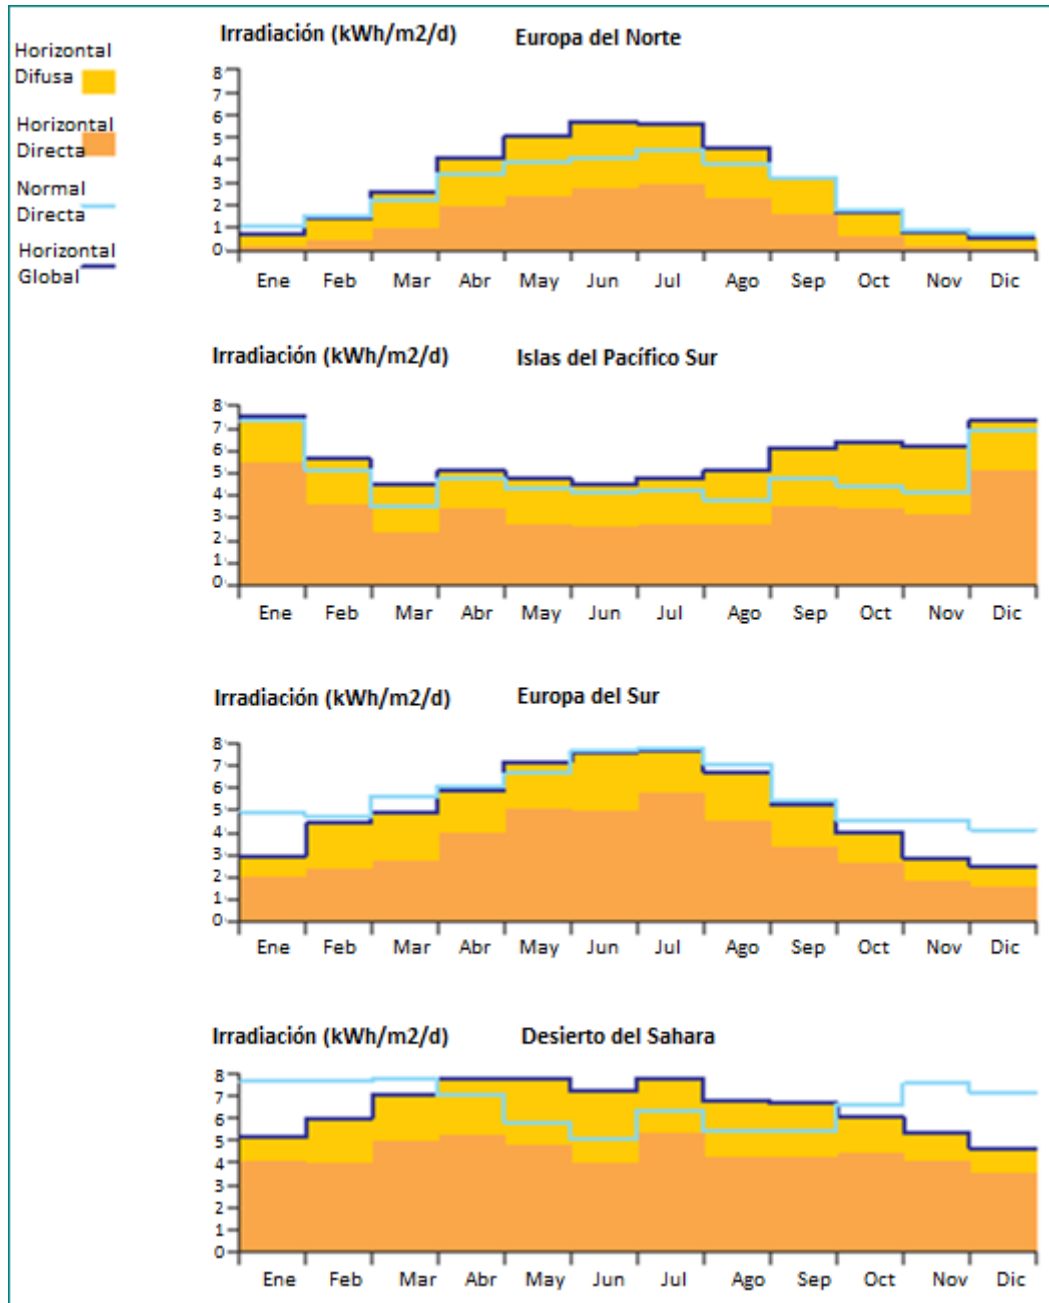 Horizontal
Difusa
Horizontal
Directa
Normal
Directa
Horizontal
Global
Irradiación (kWh/m2/d) Europa del Norte
8
7
6
5
4
3
2
1
0
Ene Feb Mar Abr May Jun Jul Ago Sep Oct Nov Dic
Irradiación (kWh/m2/d) Islas del Pacífico Sur
8
7
6
5
4
3
2
1
0
Ene Feb Mar Abr May Jun Jul Ago Sep Oct Nov Dic
Irradiación (kWh/m2/d) Europa del Sur
8
7
6
5
4
3
2
1
0
Ene Feb Mar Abr May Jun Jul Ago Sep Oct Nov Dic
Irradiación (kWh/m2/d) Desierto del Sahara
8
7
6
5
4
3
2
1
0
Ene Feb Mar Abr May Jun Jul Ago Sep Oct Nov Dic